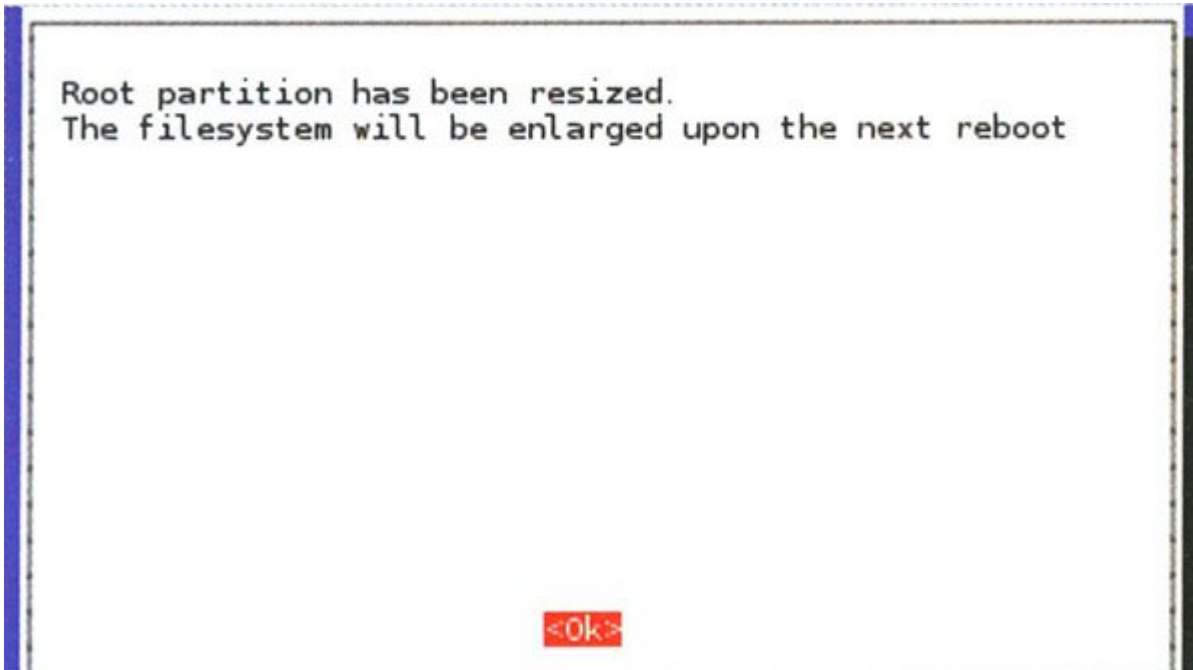 Root partition has been resized.
The filesystem will be enlarged upon the next reboot
<Ok>